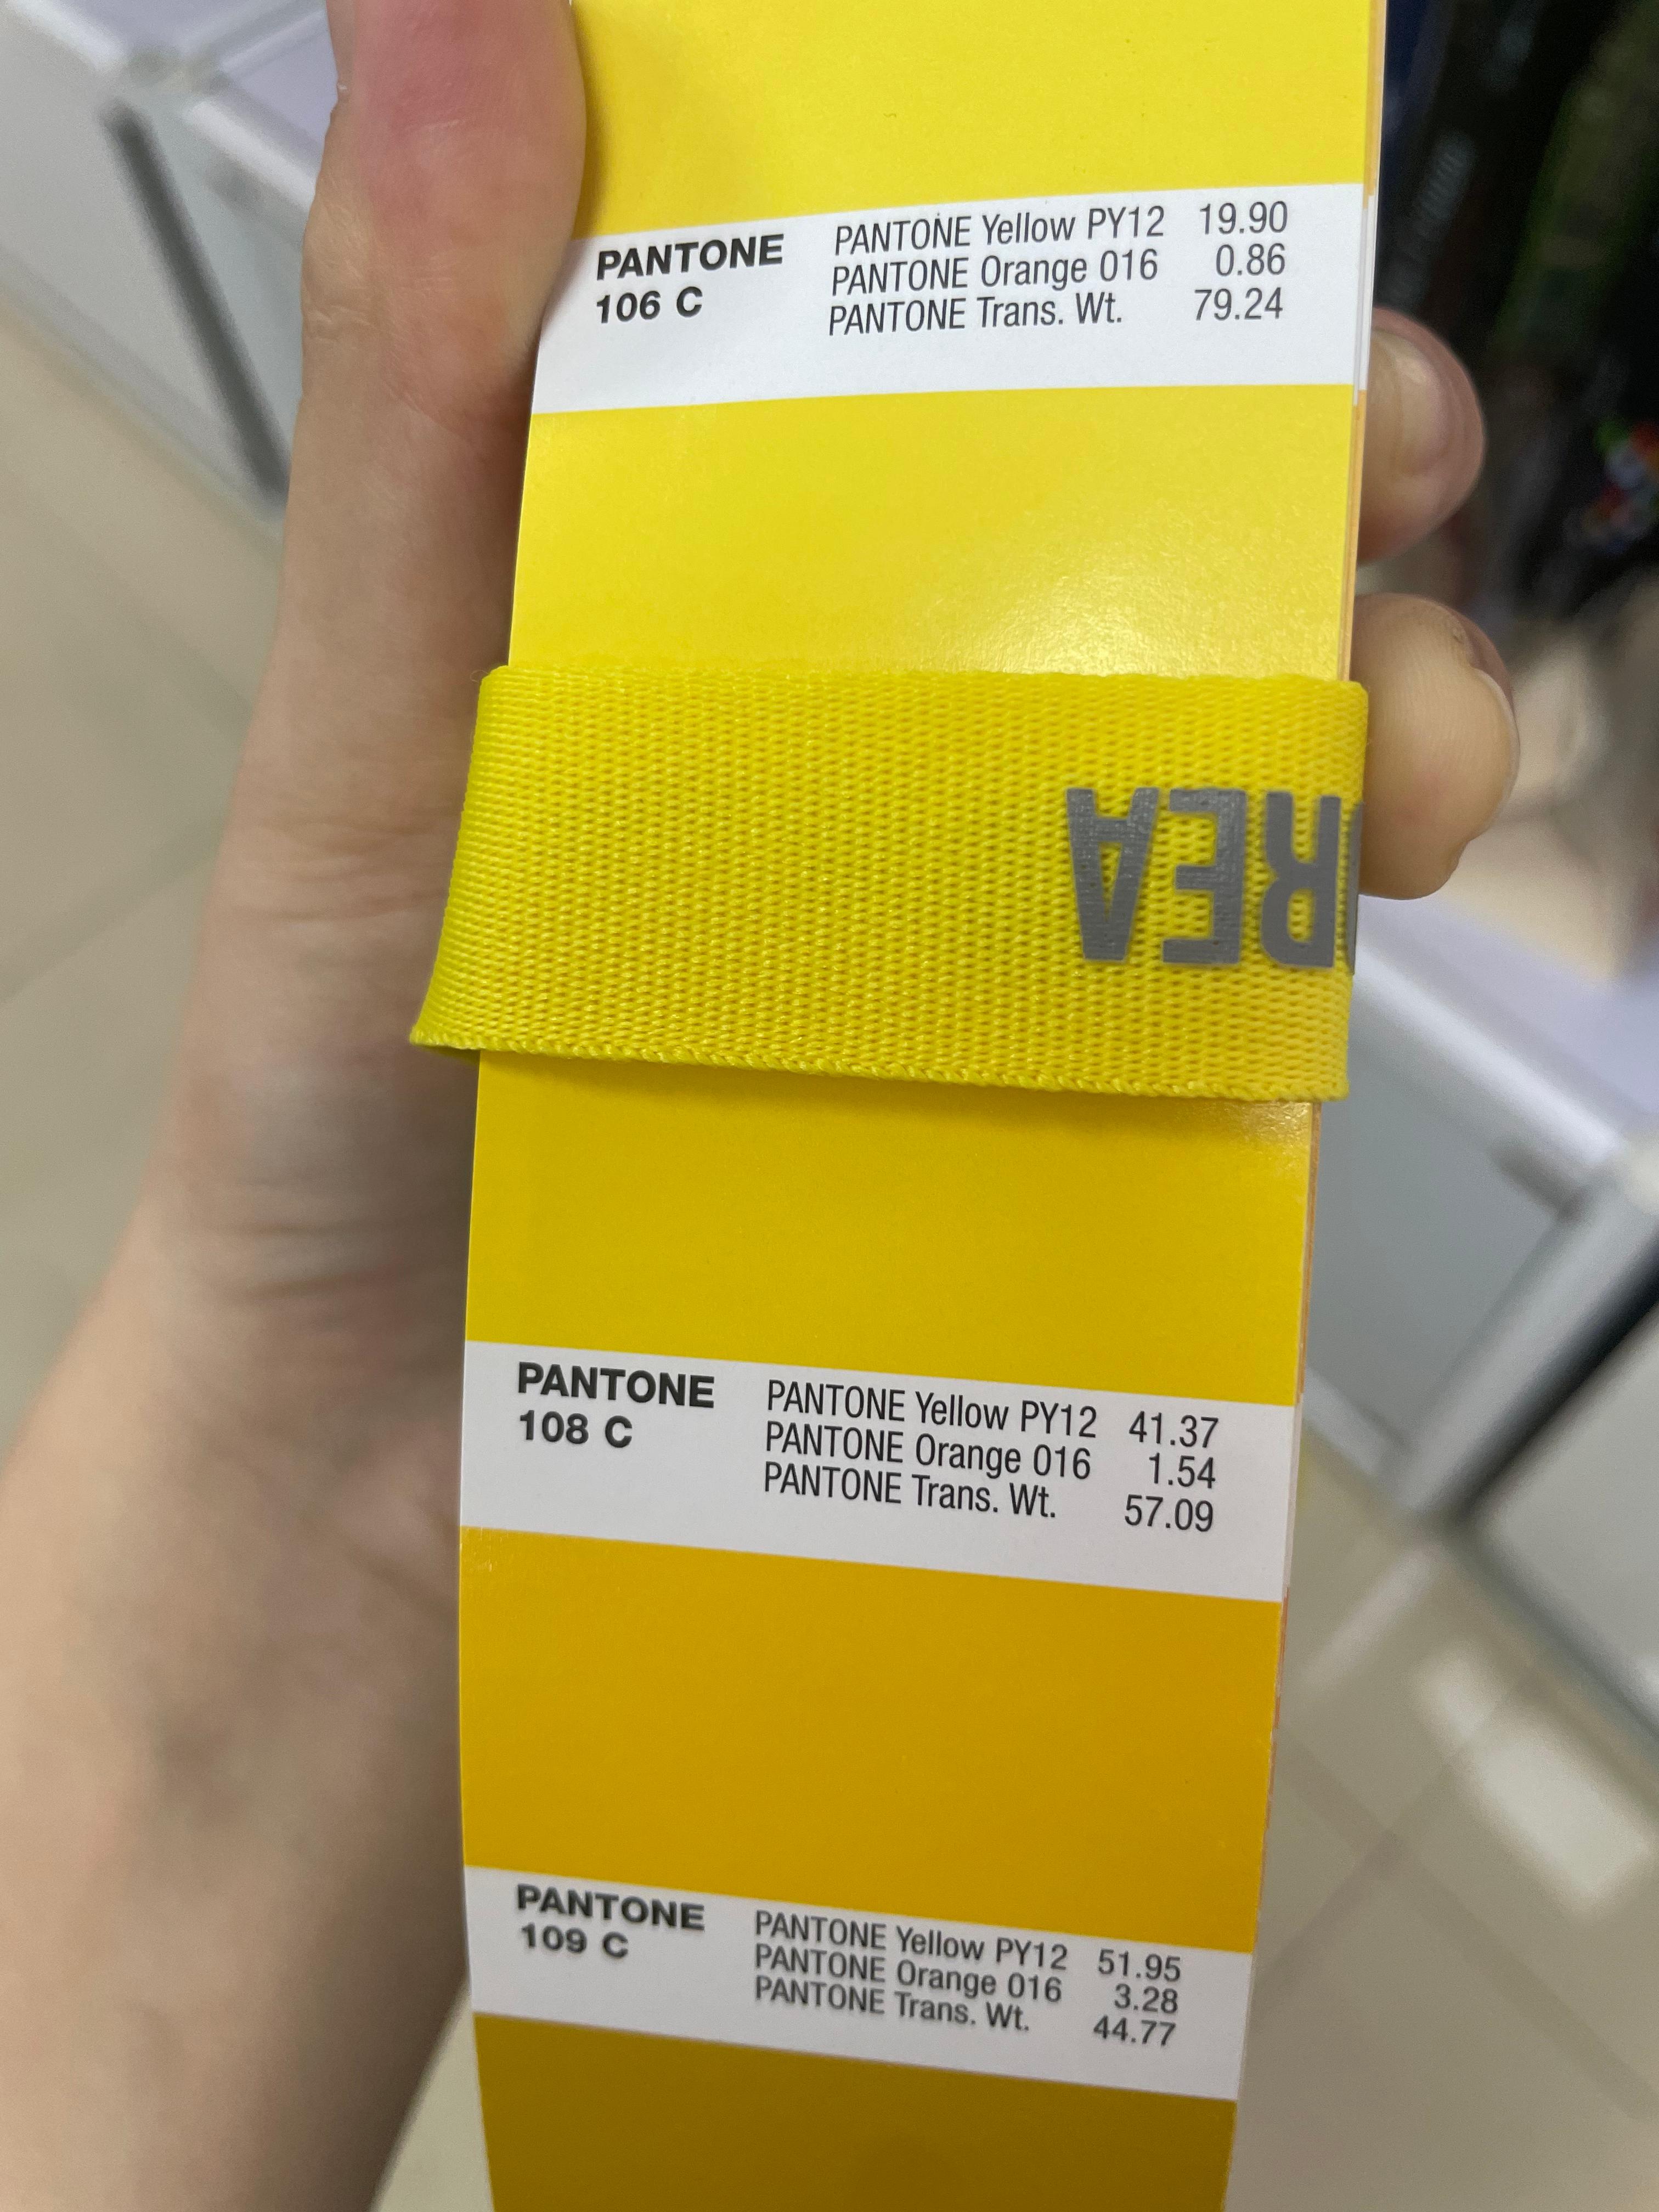 PANTONE
106 C
PANTONE Yellow PY12 19.90
PANTONE Orange 016 0.86
PANTONE Trans. Wt. 79.24
REA
PANTONE
108 C
PANTONE Yellow PY12 41.37
PANTONE Orange 016 1.54
PANTONE Trans. Wt. 57.09
PANTONE
109 C
PANTONE Yellow PY12 51.95
PANTONE Orange 016 3.28
PANTONE Trans. Wt. 44.77